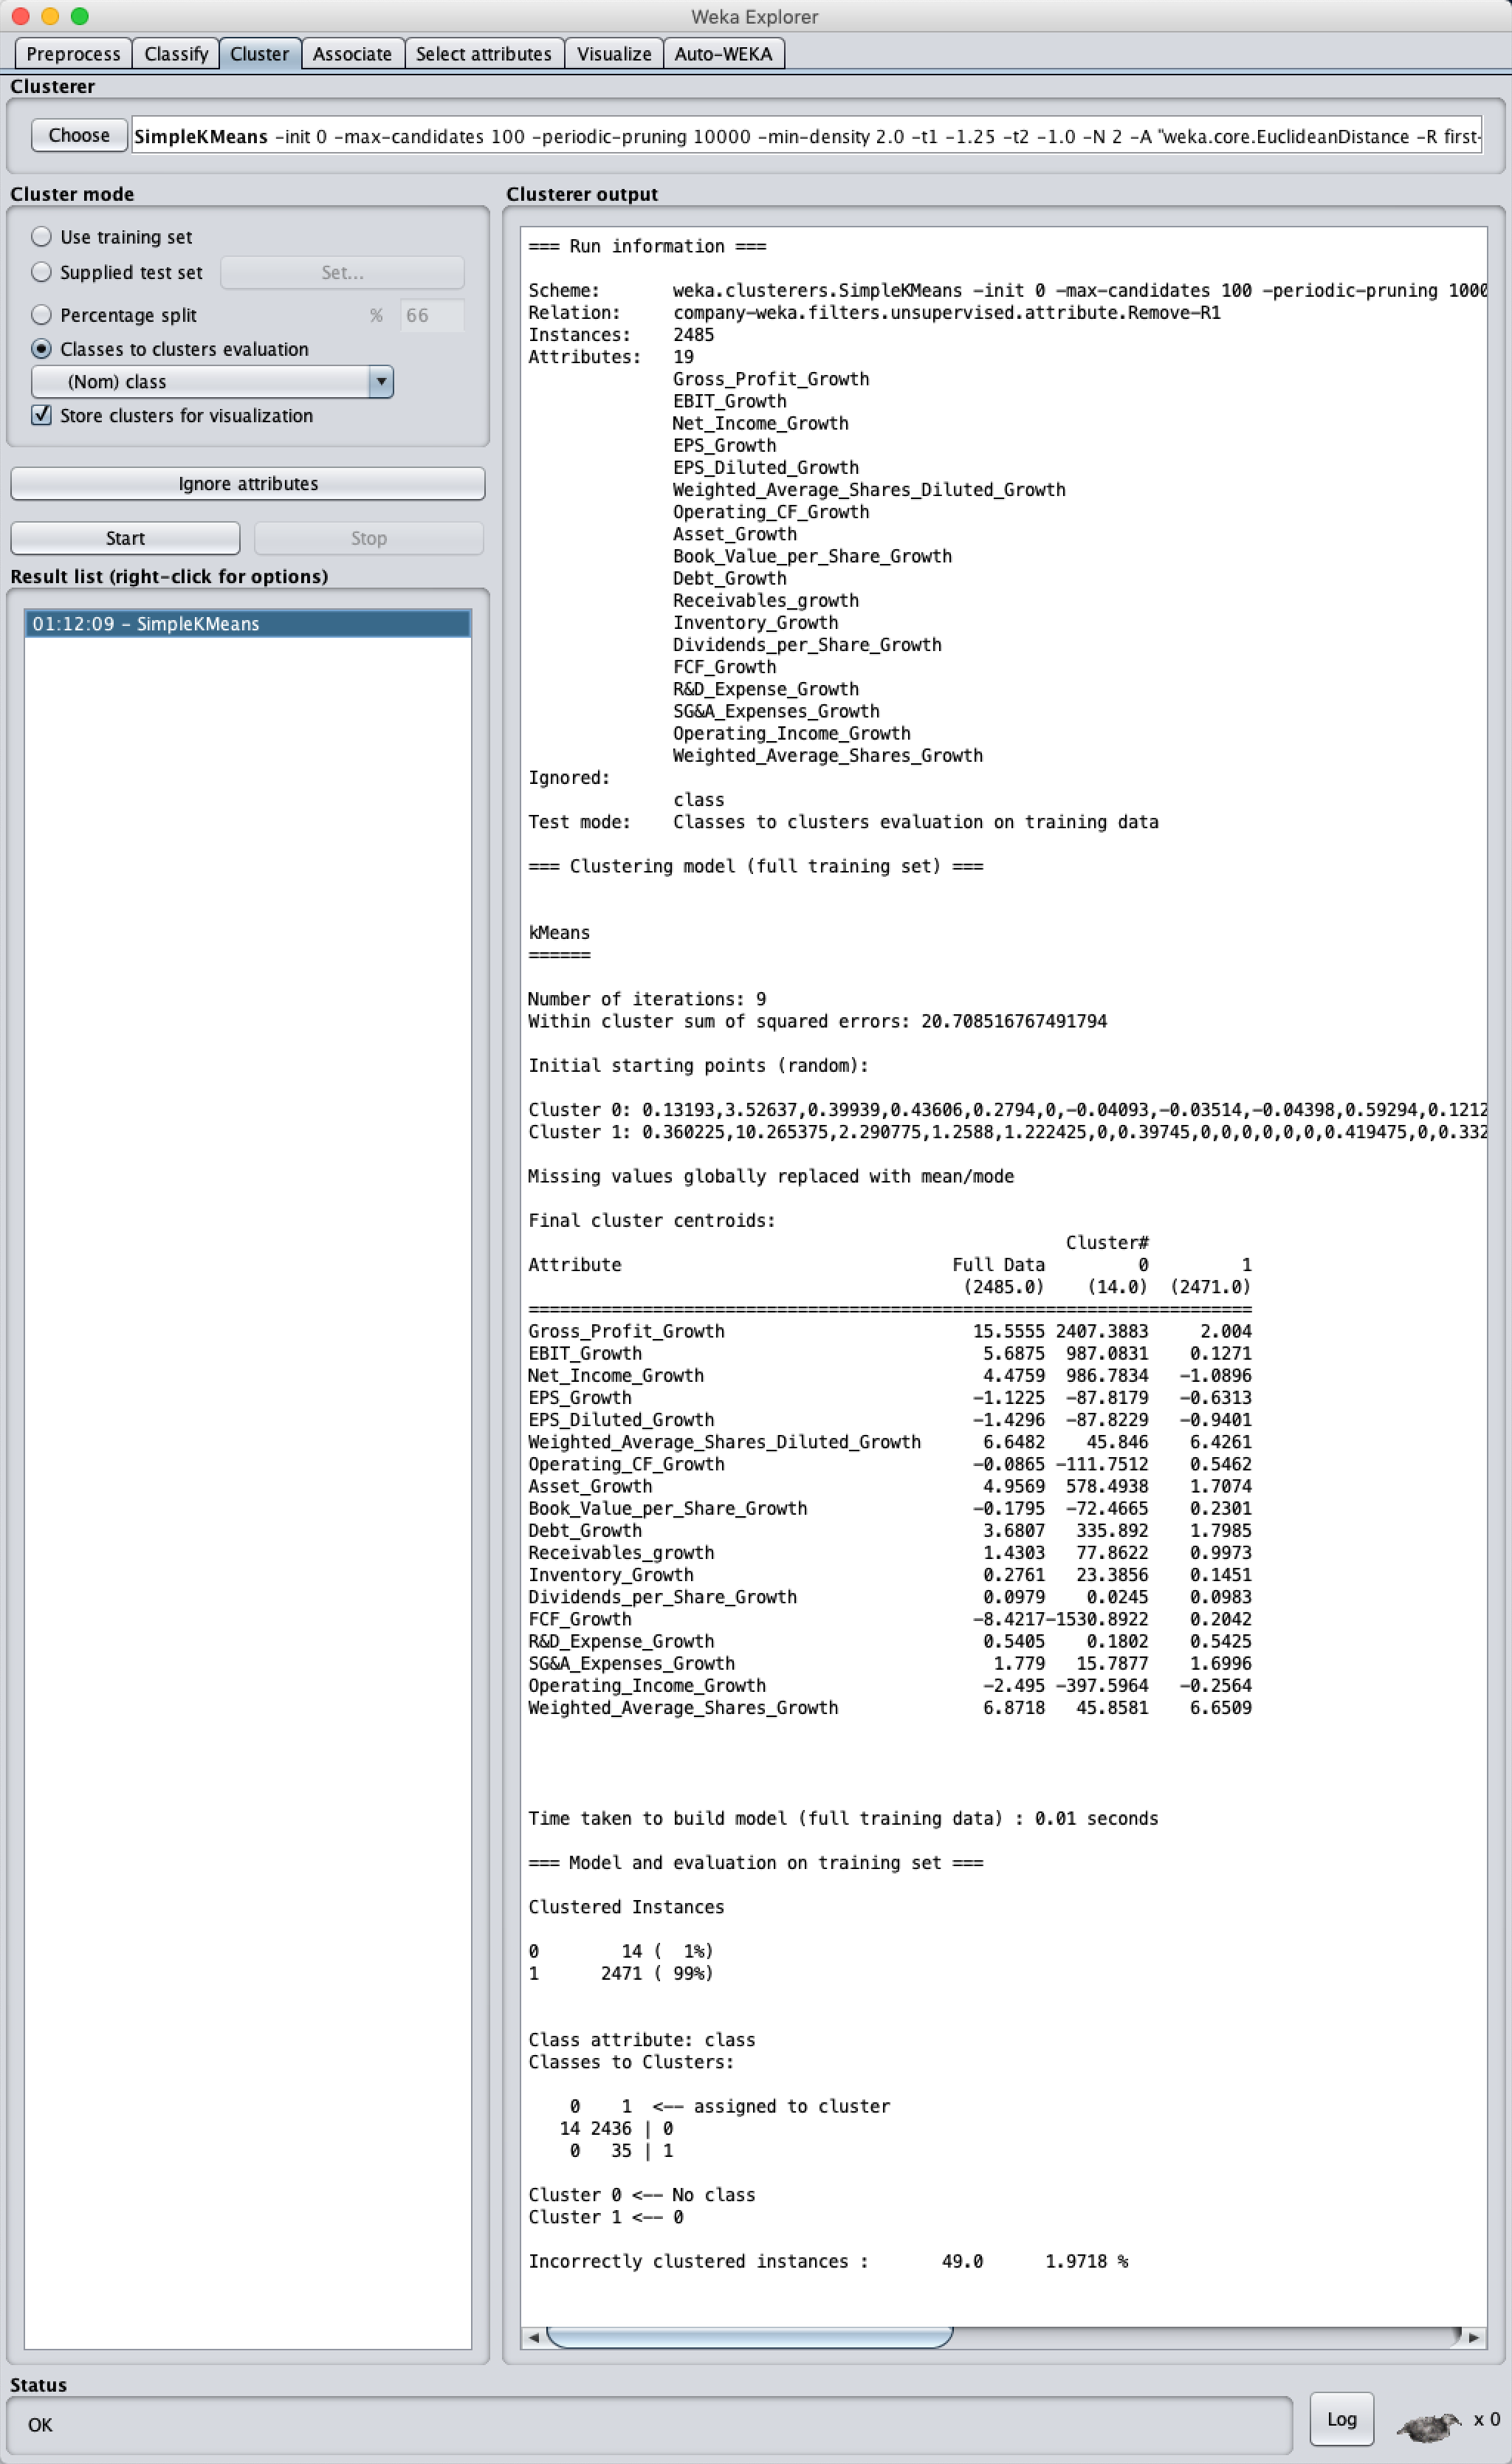 Weka Explorer
Preprocess Classify Cluster Associate Select attributes Visualize Auto-WEKA
Clusterer
Choose SimpleKMeans -init 0 -max-candidates 100 -periodic-pruning 10000 -min-density 2.0 -t1 -1.25 -t2 -1.0 -N 2 -A "weka.core.EuclideanDistance -R first-
Cluster mode
Use training set
Supplied test set Set...
Percentage split % 66
Classes to clusters evaluation
(Nom) class
Store clusters for visualization
Ignore attributes
Start Stop
Result list (right-click for options)
01:12:09 - SimpleKMeans
Clusterer output
=== Run information ===
Scheme: weka.clusterers.SimpleKMeans -init 0 -max-candidates 100 -periodic-pruning 1000
Relation: company-weka.filters.unsupervised.attribute.Remove-R1
Instances: 2485
Attributes: 19
Gross_Profit_Growth
EBIT_Growth
Net_Income_Growth
EPS_Growth
EPS_Diluted_Growth
Weighted_Average_Shares_Diluted_Growth
Operating_CF_Growth
Asset_Growth
Book_Value_per_Share_Growth
Debt_Growth
Receivables_growth
Inventory_Growth
Dividends_per_Share_Growth
FCF_Growth
R&D_Expense_Growth
SG&A_Expenses_Growth
Operating_Income_Growth
Weighted_Average_Shares_Growth
Ignored:
class
Test mode: Classes to clusters evaluation on training data
=== Clustering model (full training set) ===
kMeans
======
Number of iterations: 9
Within cluster sum of squared errors: 20.708516767491794
Initial starting points (random):
Cluster 0: 0.13193,3.52637,0.39939,0.43606,0.2794,0,-0.04093,-0.03514,-0.04398,0.59294,0.1212
Cluster 1: 0.360225,10.265375,2.290775,1.2588,1.222425,0,0.39745,0,0,0,0,0,0.419475,0,0.332
Missing values globally replaced with mean/mode
Final cluster centroids:
Cluster#
Attribute Full Data 0 1
(2485.0) (14.0) (2471.0)
======================================================================
Gross_Profit_Growth 15.5555 2407.3883 2.004
EBIT_Growth 5.6875 987.0831 0.1271
Net_Income_Growth 4.4759 986.7834 -1.0896
EPS_Growth -1.1225 -87.8179 -0.6313
EPS_Diluted_Growth -1.4296 -87.8229 -0.9401
Weighted_Average_Shares_Diluted_Growth 6.6482 45.846 6.4261
Operating_CF_Growth -0.0865 -111.7512 0.5462
Asset_Growth 4.9569 578.4938 1.7074
Book_Value_per_Share_Growth -0.1795 -72.4665 0.2301
Debt_Growth 3.6807 335.892 1.7985
Receivables_growth 1.4303 77.8622 0.9973
Inventory_Growth 0.2761 23.3856 0.1451
Dividends_per_Share_Growth 0.0979 0.0245 0.0983
FCF_Growth -8.4217-1530.8922 0.2042
R&D_Expense_Growth 0.5405 0.1802 0.5425
SG&A_Expenses_Growth 1.779 15.7877 1.6996
Operating_Income_Growth -2.495 -397.5964 -0.2564
Weighted_Average_Shares_Growth 6.8718 45.8581 6.6509
Time taken to build model (full training data) : 0.01 seconds
=== Model and evaluation on training set ===
Clustered Instances
0 14 ( 1%)
1 2471 ( 99%)
Class attribute: class
Classes to Clusters:
0 1 <-- assigned to cluster
14 2436 | 0
0 35 | 1
Cluster 0 <-- No class
Cluster 1 <-- 0
Incorrectly clustered instances : 49.0 1.9718 %
Status
OK
Log
x 0